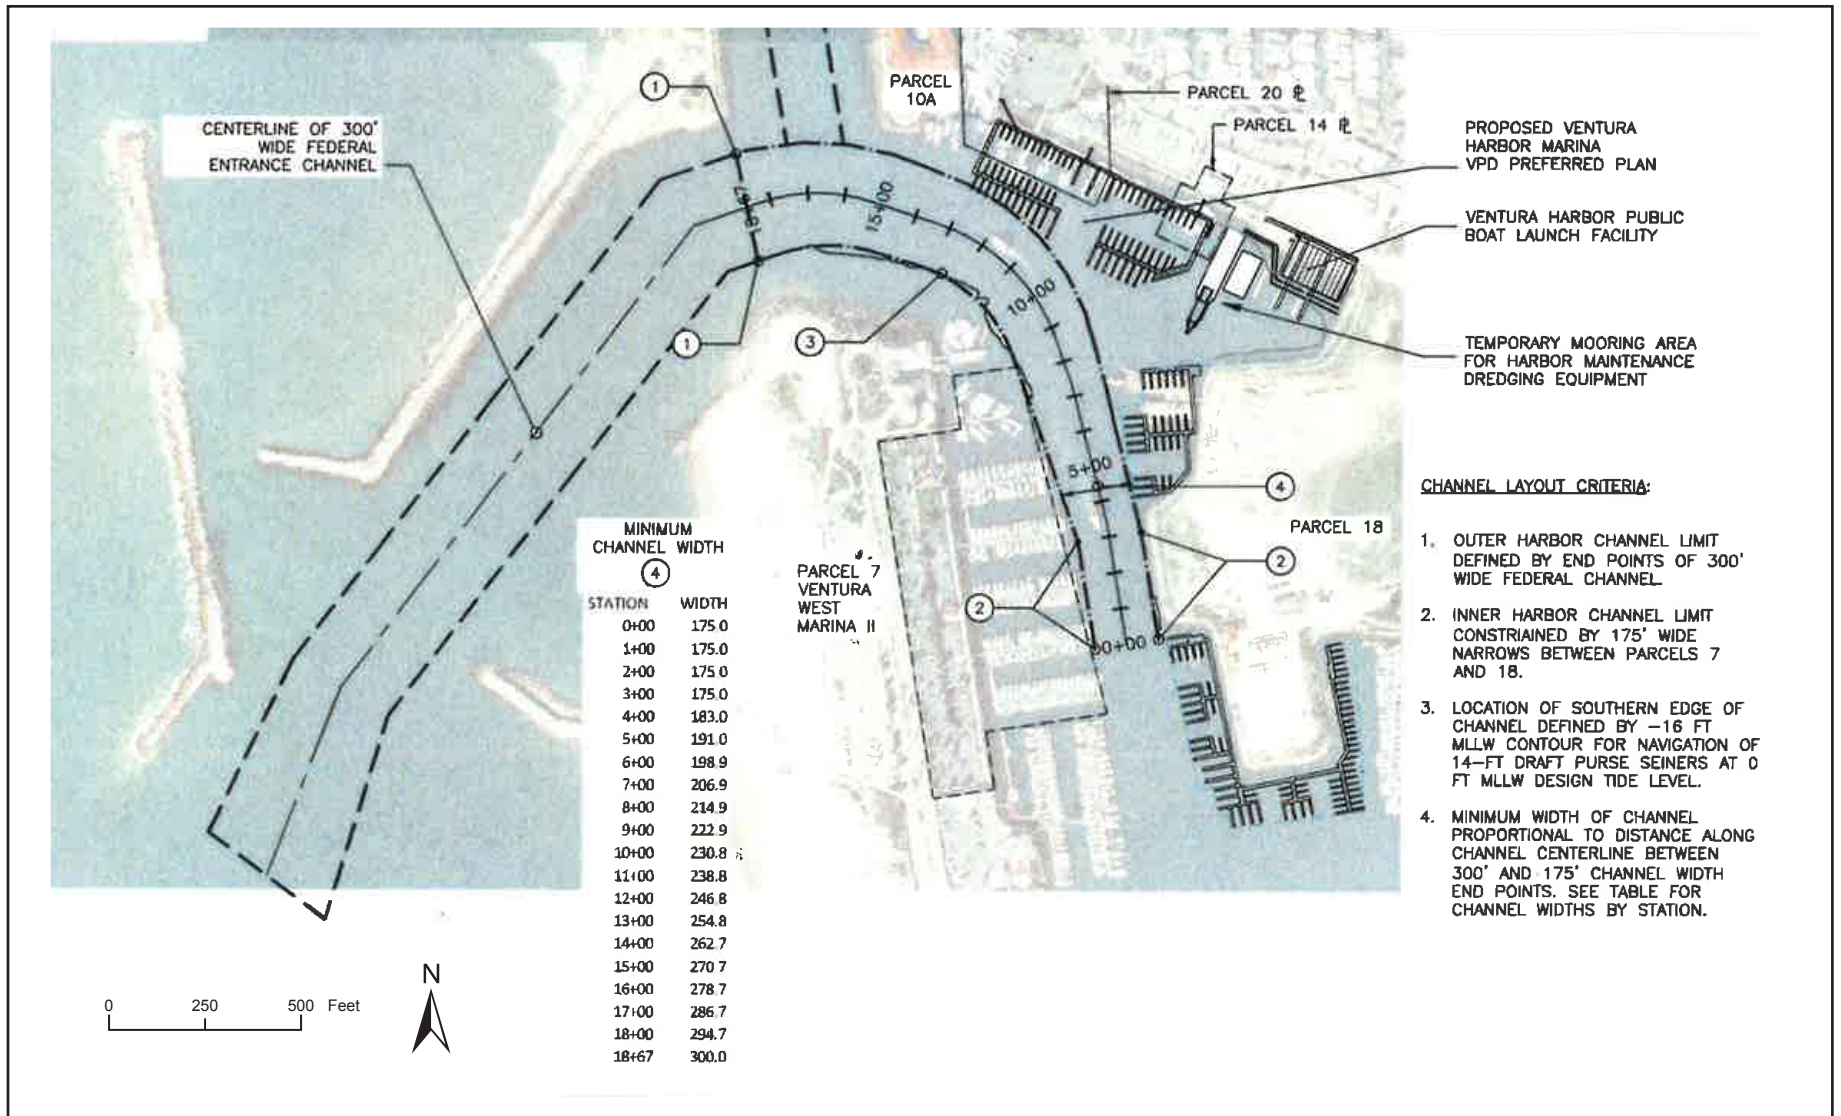 PARCEL
10A
PARCEL 20 ⅊
PARCEL 14 ⅊
CENTERLINE OF 300'
WIDE FEDERAL
ENTRANCE CHANNEL
1
PROPOSED VENTURA
HARBOR MARINA
VPD PREFERRED PLAN
VENTURA HARBOR PUBLIC
BOAT LAUNCH FACILITY
TEMPORARY MOORING AREA
FOR HARBOR MAINTENANCE
DREDGING EQUIPMENT
18+67
15+00
10+00
5+00
00+00
1
3
4
2
2
PARCEL 18
PARCEL 7
VENTURA
WEST
MARINA II
MINIMUM
CHANNEL WIDTH
4
STATION WIDTH
0+00 175.0
1+00 175.0
2+00 175.0
3+00 175.0
4+00 183.0
5+00 191.0
6+00 198.9
7+00 206.9
8+00 214.9
9+00 222.9
10+00 230.8
11+00 238.8
12+00 246.8
13+00 254.8
14+00 262.7
15+00 270.7
16+00 278.7
17+00 286.7
18+00 294.7
18+67 300.0
CHANNEL LAYOUT CRITERIA:
1. OUTER HARBOR CHANNEL LIMIT
DEFINED BY END POINTS OF 300'
WIDE FEDERAL CHANNEL.
2. INNER HARBOR CHANNEL LIMIT
CONSTRIANED BY 175' WIDE
NARROWS BETWEEN PARCELS 7
AND 18.
3. LOCATION OF SOUTHERN EDGE OF
CHANNEL DEFINED BY -16 FT
MLLW CONTOUR FOR NAVIGATION OF
14-FT DRAFT PURSE SEINERS AT 0
FT MLLW DESIGN TIDE LEVEL.
4. MINIMUM WIDTH OF CHANNEL
PROPORTIONAL TO DISTANCE ALONG
CHANNEL CENTERLINE BETWEEN
300' AND 175' CHANNEL WIDTH
END POINTS. SEE TABLE FOR
CHANNEL WIDTHS BY STATION.
0 250 500 Feet
N